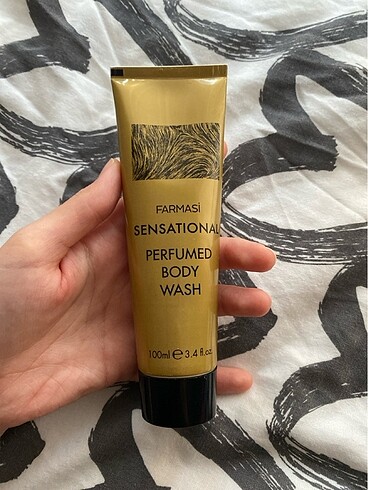 FARMASİ
SENSATIONAL
PERFUMED
BODY
WASH
100ml ℮ 3.4 fl.oz.